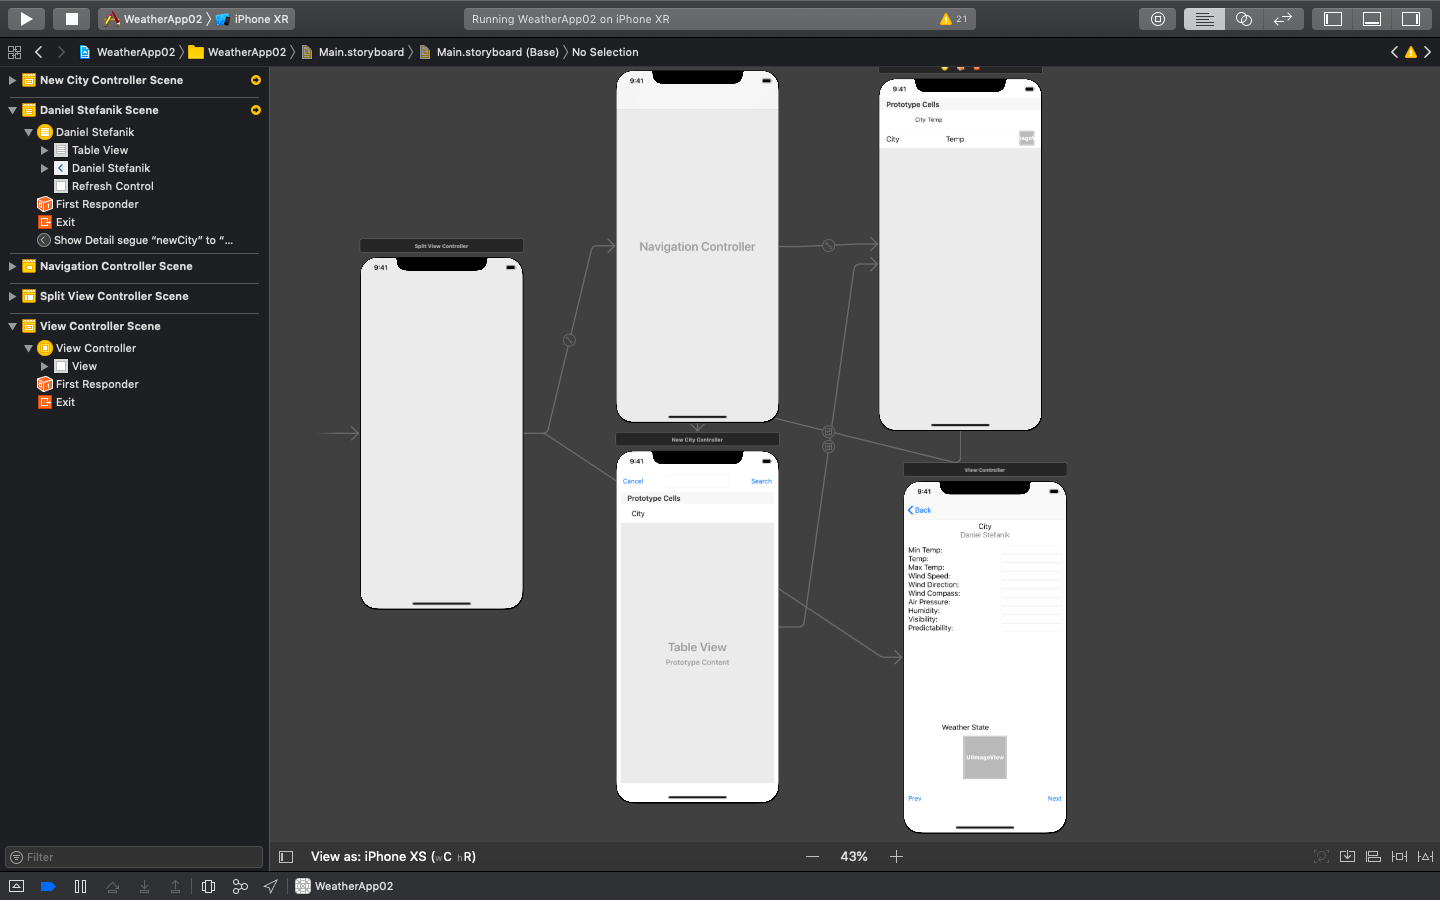 WeatherApp02 〉 iPhone XR
Running WeatherApp02 on iPhone XR
21
WeatherApp02 〉 WeatherApp02 〉 Main.storyboard 〉 Main.storyboard (Base) 〉 No Selection
New City Controller Scene
Daniel Stefanik Scene
Daniel Stefanik
Table View
Daniel Stefanik
Refresh Control
First Responder
Exit
Show Detail segue “newCity” to “...
Navigation Controller Scene
Split View Controller Scene
View Controller Scene
View Controller
View
First Responder
Exit
Filter
Split View Controller
9:41
9:41
Navigation Controller
9:41
Prototype Cells
City Temp
City
Temp
New City Controller
9:41
Cancel
Search
Prototype Cells
City
Table View
Prototype Content
View Controller
9:41
Back
City
Daniel Stefanik
Min Temp:
Temp:
Max Temp:
Wind Speed:
Wind Direction:
Wind Compass:
Air Pressure:
Humidity:
Visibility:
Predictability:
Weather State
UIImageView
Prev
Next
View as: iPhone XS (wC hR)
43%
WeatherApp02